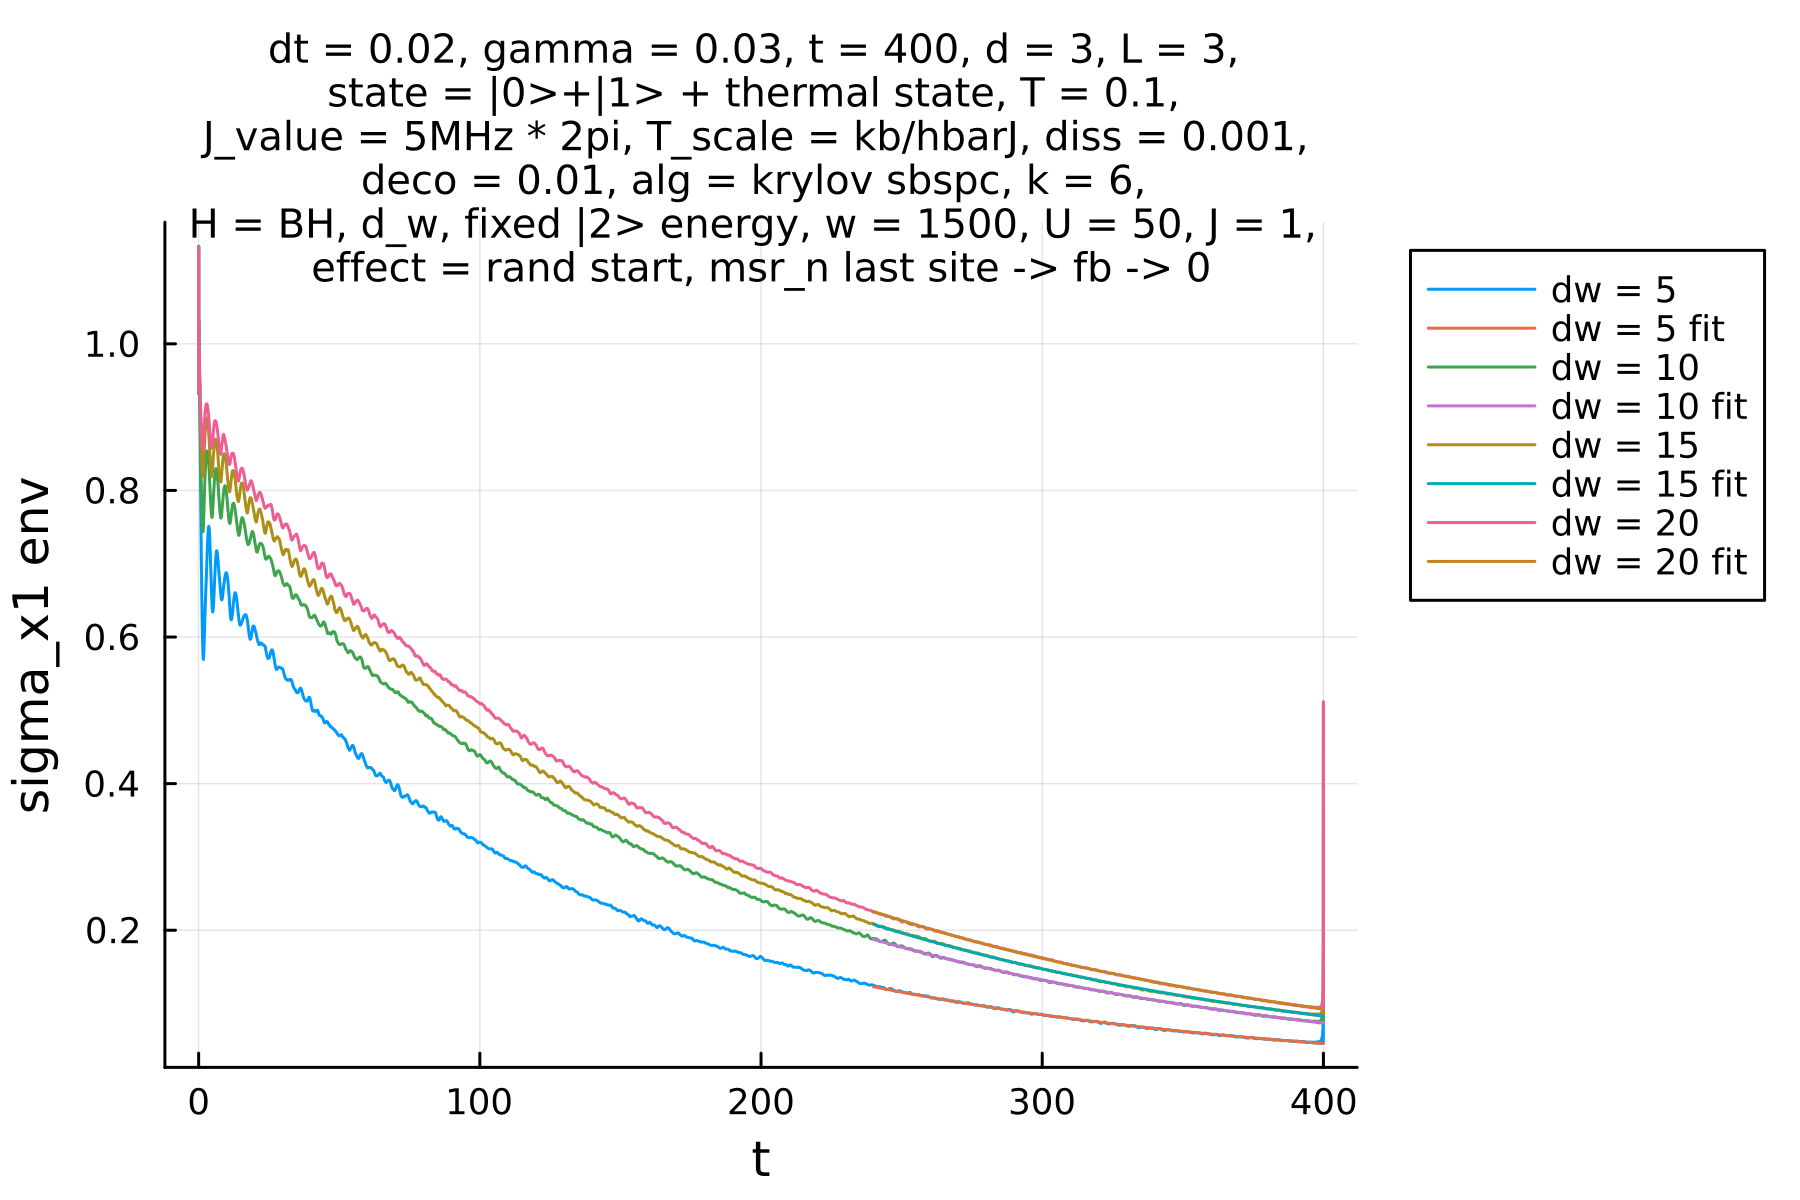 dt = 0.02, gamma = 0.03, t = 400, d = 3, L = 3,
state = |0>+|1> + thermal state, T = 0.1,
J_value = 5MHz * 2pi, T_scale = kb/hbarJ, diss = 0.001,
deco = 0.01, alg = krylov sbspc, k = 6,
H = BH, d_w, fixed |2> energy, w = 1500, U = 50, J = 1,
effect = rand start, msr_n last site -> fb -> 0
sigma_x1 env
1.0
0.8
0.6
0.4
0.2
0
100
200
300
400
t
dw = 5
dw = 5 fit
dw = 10
dw = 10 fit
dw = 15
dw = 15 fit
dw = 20
dw = 20 fit